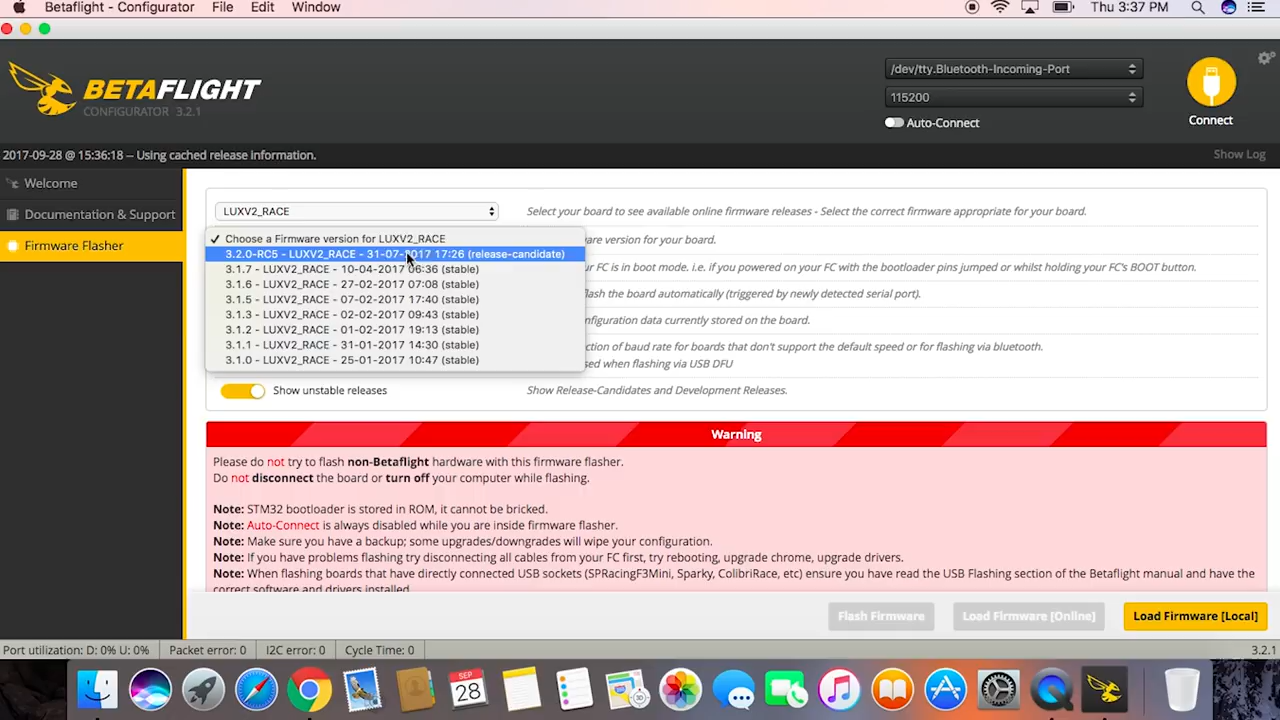 Betaflight - Configurator File Edit Window Thu 3:37 PM
BETAFLIGHT
CONFIGURATOR 3.2.1
/dev/tty.Bluetooth-Incoming-Port
115200
Auto-Connect
Connect
2017-09-28 @ 15:36:18 -- Using cached release information.
Show Log
Welcome
Documentation & Support
Firmware Flasher
LUXV2_RACE
Select your board to see available online firmware releases - Select the correct firmware appropriate for your board.
✓ Choose a Firmware version for LUXV2_RACE
3.2.0-RC5 - LUXV2_RACE - 31-07-2017 17:26 (release-candidate)
3.1.7 - LUXV2_RACE - 10-04-2017 06:36 (stable)
3.1.6 - LUXV2_RACE - 27-02-2017 07:08 (stable)
3.1.5 - LUXV2_RACE - 07-02-2017 17:40 (stable)
3.1.3 - LUXV2_RACE - 02-02-2017 09:43 (stable)
3.1.2 - LUXV2_RACE - 01-02-2017 19:13 (stable)
3.1.1 - LUXV2_RACE - 31-01-2017 14:30 (stable)
3.1.0 - LUXV2_RACE - 25-01-2017 10:47 (stable)
ware version for your board.
ur FC is in boot mode. i.e. if you powered on your FC with the bootloader pins jumped or whilst holding your FC's BOOT button.
flash the board automatically (triggered by newly detected serial port).
nfiguration data currently stored on the board.
ction of baud rate for boards that don't support the default speed or for flashing via bluetooth.
sed when flashing via USB DFU
Show unstable releases
Show Release-Candidates and Development Releases.
Warning
Please do not try to flash non-Betaflight hardware with this firmware flasher.
Do not disconnect the board or turn off your computer while flashing.
Note: STM32 bootloader is stored in ROM, it cannot be bricked.
Note: Auto-Connect is always disabled while you are inside firmware flasher.
Note: Make sure you have a backup; some upgrades/downgrades will wipe your configuration.
Note: If you have problems flashing try disconnecting all cables from your FC first, try rebooting, upgrade chrome, upgrade drivers.
Note: When flashing boards that have directly connected USB sockets (SPRacingF3Mini, Sparky, ColibriRace, etc) ensure you have read the USB Flashing section of the Betaflight manual and have the
correct software and drivers installed
Flash Firmware
Load Firmware [Online]
Load Firmware [Local]
Port utilization: D: 0% U: 0%
Packet error: 0
I2C error: 0
Cycle Time: 0
3.2.1
SEP
28